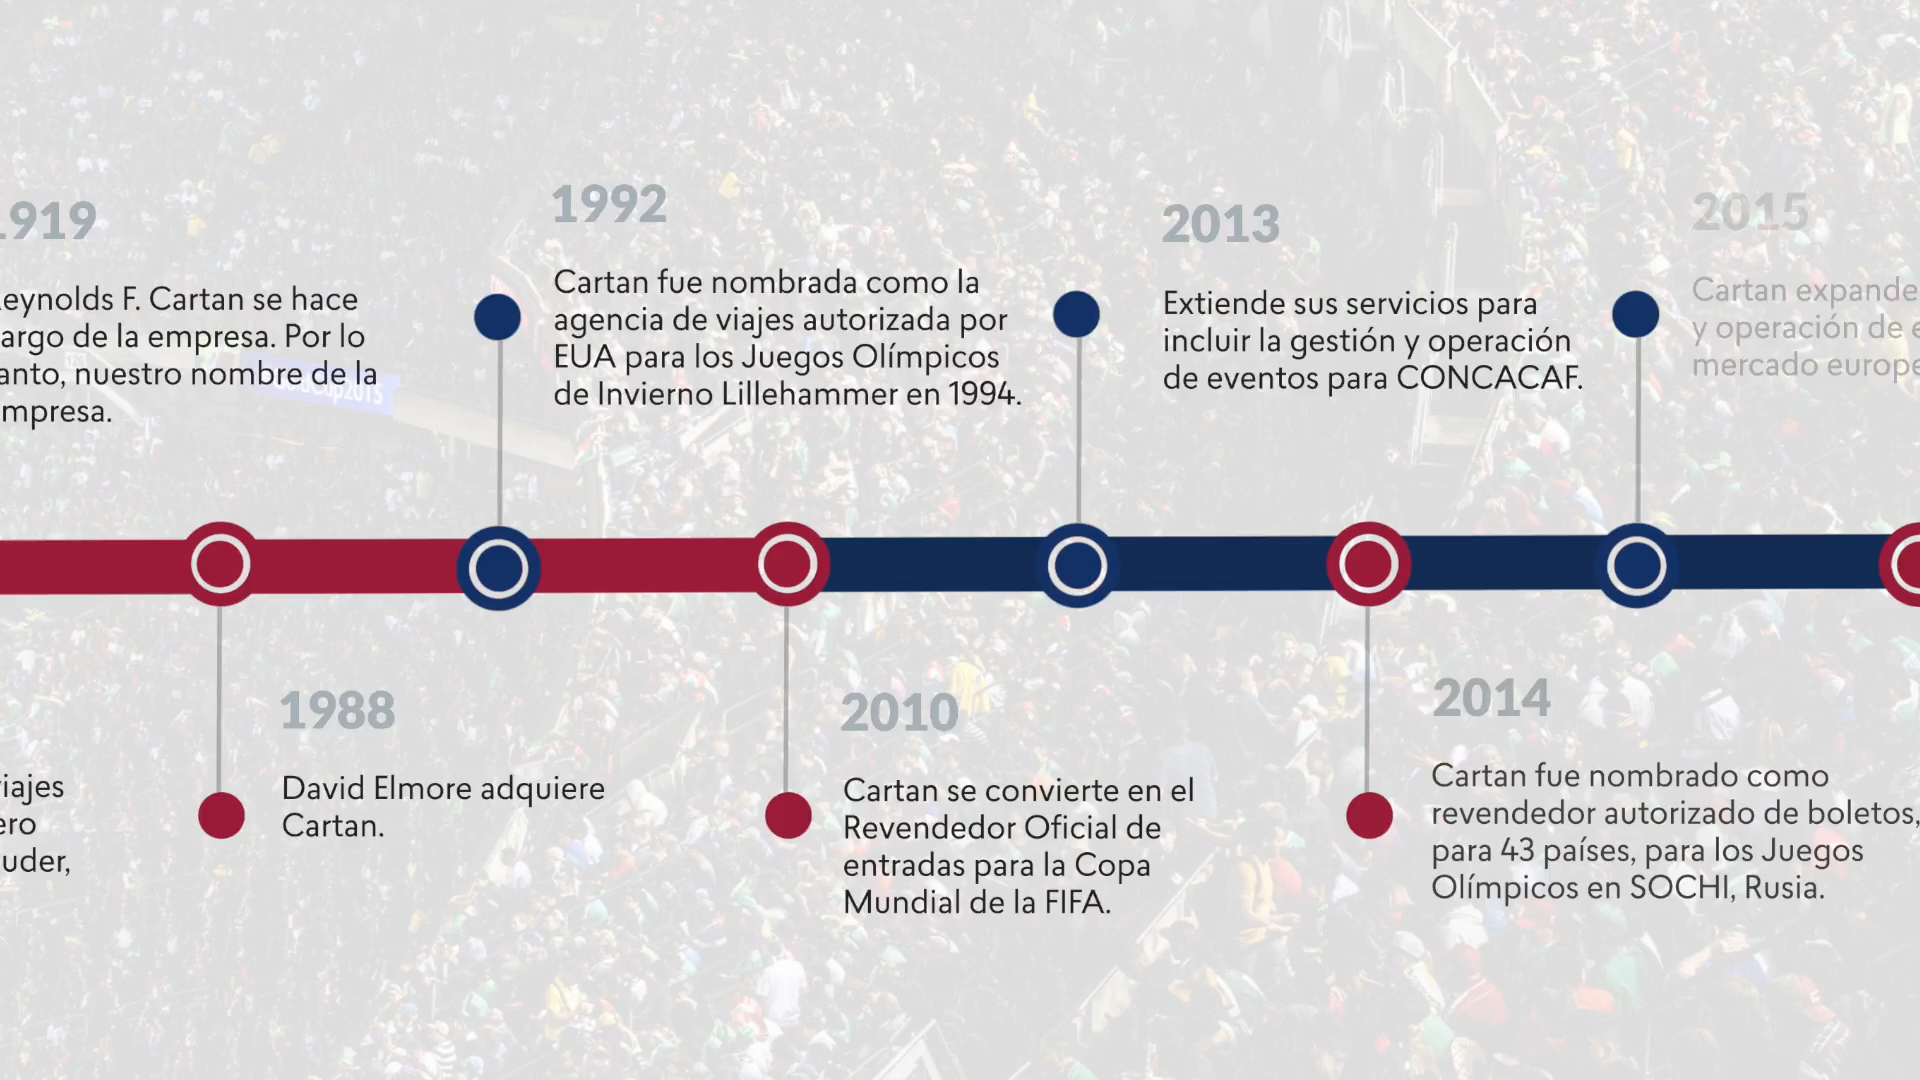 1919
eynolds F. Cartan se hace
argo de la empresa. Por lo
anto, nuestro nombre de la
mpresa.
1992
Cartan fue nombrada como la
agencia de viajes autorizada por
EUA para los Juegos Olímpicos
de Invierno Lillehammer en 1994.
2013
Extiende sus servicios para
incluir la gestión y operación
de eventos para CONCACAF.
2015
Cartan expande
y operación de e
mercado europe
iajes
ero
uder,
1988
David Elmore adquiere
Cartan.
2010
Cartan se convierte en el
Revendedor Oficial de
entradas para la Copa
Mundial de la FIFA.
2014
Cartan fue nombrado como
revendedor autorizado de boletos,
para 43 países, para los Juegos
Olímpicos en SOCHI, Rusia.